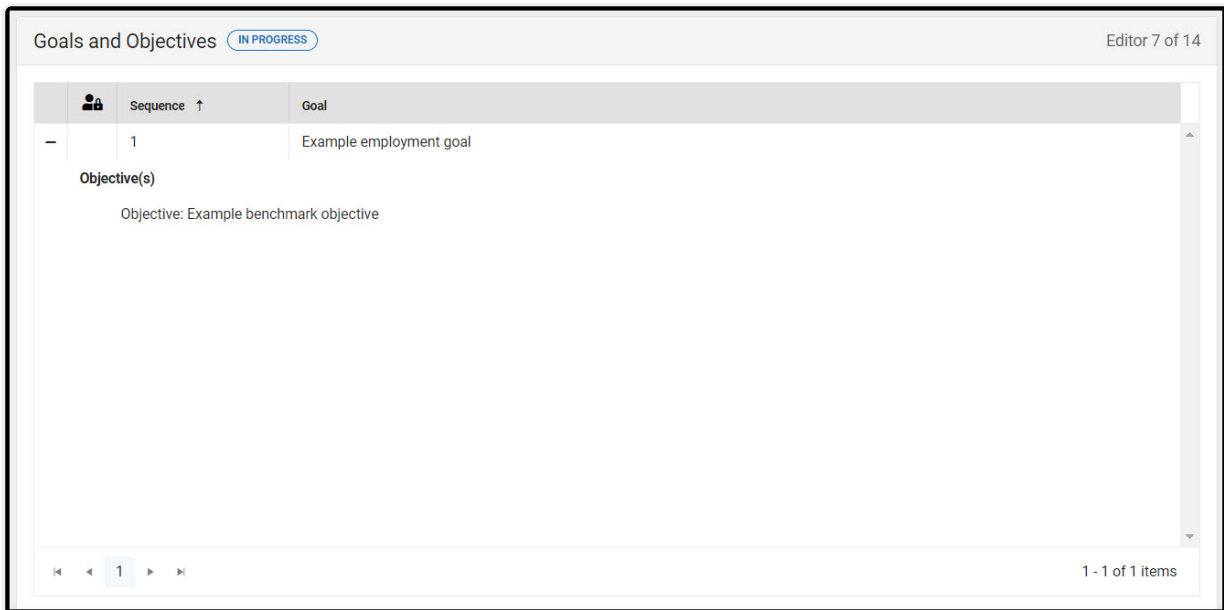 Goals and Objectives IN PROGRESS Editor 7 of 14
Sequence ↑ Goal
1 Example employment goal
Objective(s)
Objective: Example benchmark objective
1 1 - 1 of 1 items